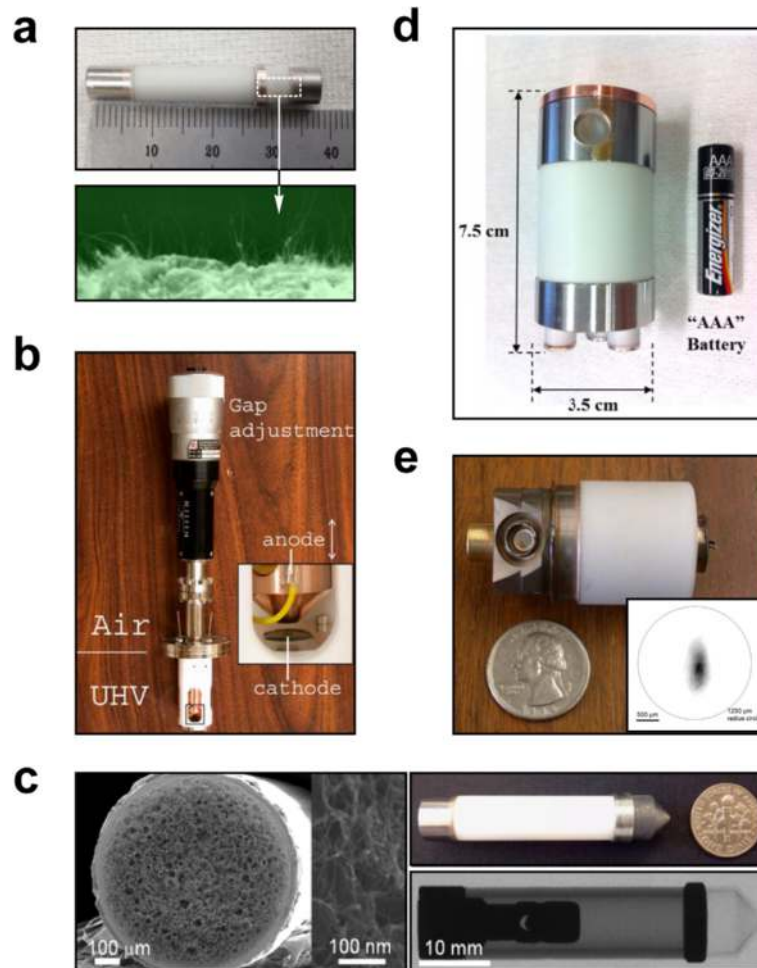 a
10 20 30 40
b
Gap
adjustment
anode
Air
UHV
cathode
c
100 μm
100 nm
10 mm
d
7.5 cm
AAA
Energizer
“AAA”
Battery
3.5 cm
e
500 μm
1250 μm
radius circle